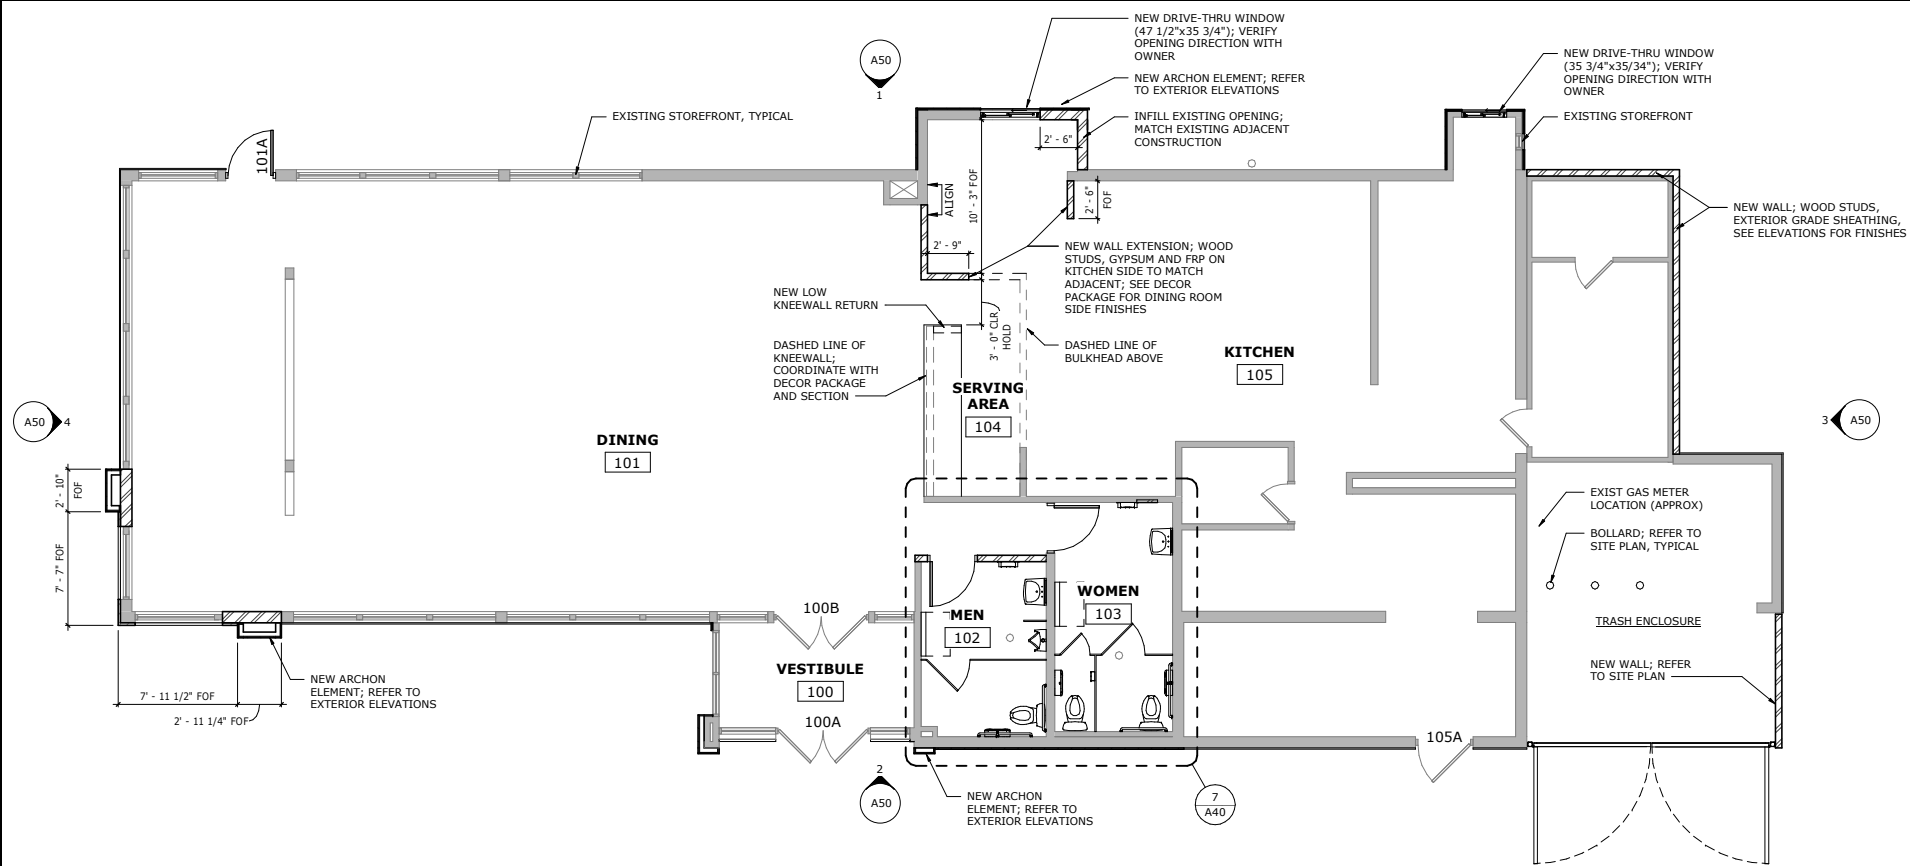 NEW DRIVE-THRU WINDOW
(47 1/2"x35 3/4"); VERIFY
OPENING DIRECTION WITH
OWNER
NEW ARCHON ELEMENT; REFER
TO EXTERIOR ELEVATIONS
INFILL EXISTING OPENING;
MATCH EXISTING ADJACENT
CONSTRUCTION
NEW DRIVE-THRU WINDOW
(35 3/4"x35/34"); VERIFY
OPENING DIRECTION WITH
OWNER
EXISTING STOREFRONT
A50
1
EXISTING STOREFRONT, TYPICAL
101A
2' - 6"
ALIGN
10' - 3" FOF
2' - 6"
FOF
2' - 9"
NEW WALL; WOOD STUDS,
EXTERIOR GRADE SHEATHING,
SEE ELEVATIONS FOR FINISHES
NEW WALL EXTENSION; WOOD
STUDS, GYPSUM AND FRP ON
KITCHEN SIDE TO MATCH
ADJACENT; SEE DECOR
PACKAGE FOR DINING ROOM
SIDE FINISHES
NEW LOW
KNEEWALL RETURN
DASHED LINE OF
KNEEWALL;
COORDINATE WITH
DECOR PACKAGE
AND SECTION
3' - 0" CLR
HOLD
DASHED LINE OF
BULKHEAD ABOVE
KITCHEN
105
SERVING
AREA
104
A50
4
3
A50
DINING
101
2' - 10"
FOF
7' - 7" FOF
EXIST GAS METER
LOCATION (APPROX)
BOLLARD; REFER TO
SITE PLAN, TYPICAL
TRASH ENCLOSURE
NEW WALL; REFER
TO SITE PLAN
WOMEN
103
MEN
102
100B
VESTIBULE
100
100A
105A
NEW ARCHON
ELEMENT; REFER TO
EXTERIOR ELEVATIONS
7' - 11 1/2" FOF
2' - 11 1/4" FOF
2
A50
NEW ARCHON
ELEMENT; REFER TO
EXTERIOR ELEVATIONS
7
A40